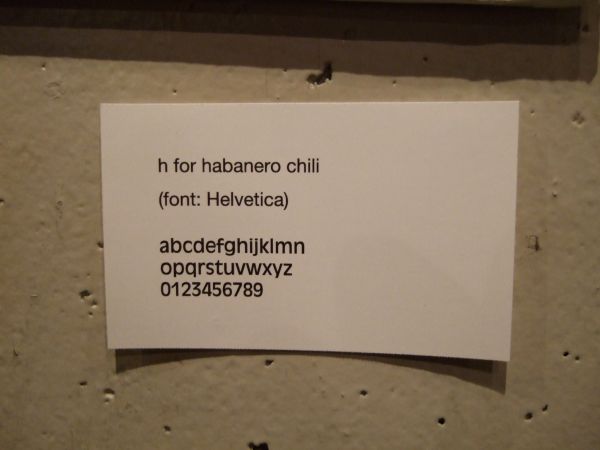 h for habanero chili
(font: Helvetica)
abcdefghijklmn
opqrstuvwxyz
0123456789